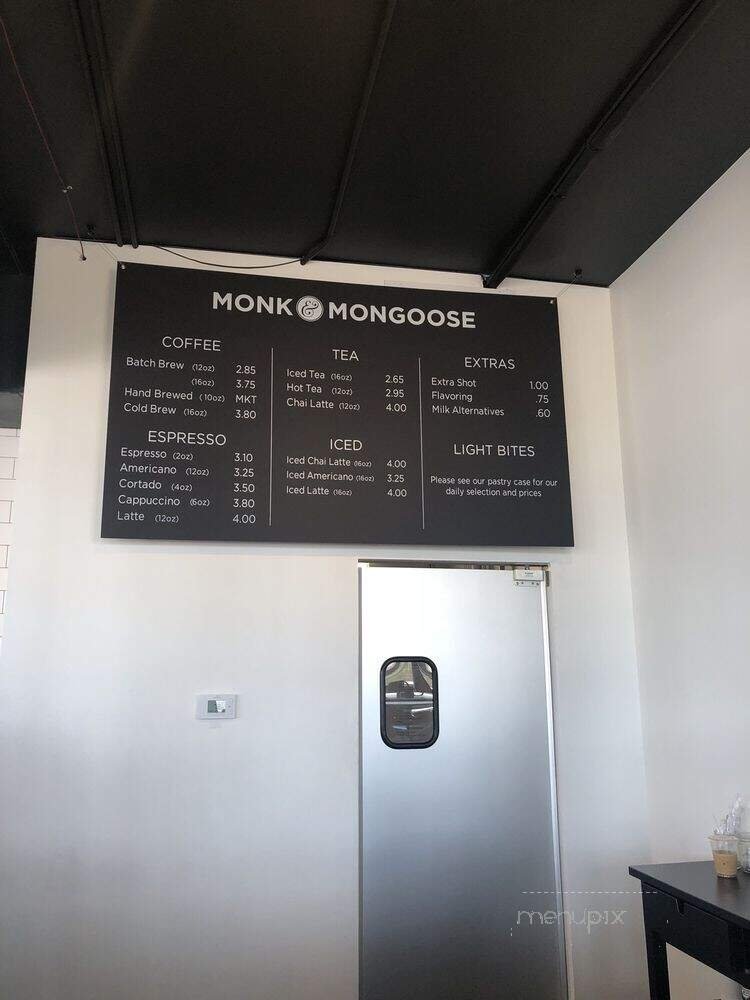 MONK & MONGOOSE
COFFEE
Batch Brew (12oz) 2.85
(16oz) 3.75
Hand Brewed (10oz) MKT
Cold Brew (16oz) 3.80
ESPRESSO
Espresso (2oz) 3.10
Americano (12oz) 3.25
Cortado (4oz) 3.50
Cappuccino (6oz) 3.80
Latte (12oz) 4.00
TEA
Iced Tea (16oz) 2.65
Hot Tea (12oz) 2.95
Chai Latte (12oz) 4.00
ICED
Iced Chai Latte (16oz) 4.00
Iced Americano (16oz) 3.25
Iced Latte (16oz) 4.00
EXTRAS
Extra Shot 1.00
Flavoring .75
Milk Alternatives .60
LIGHT BITES
Please see our pastry case for our
daily selection and prices
menupix